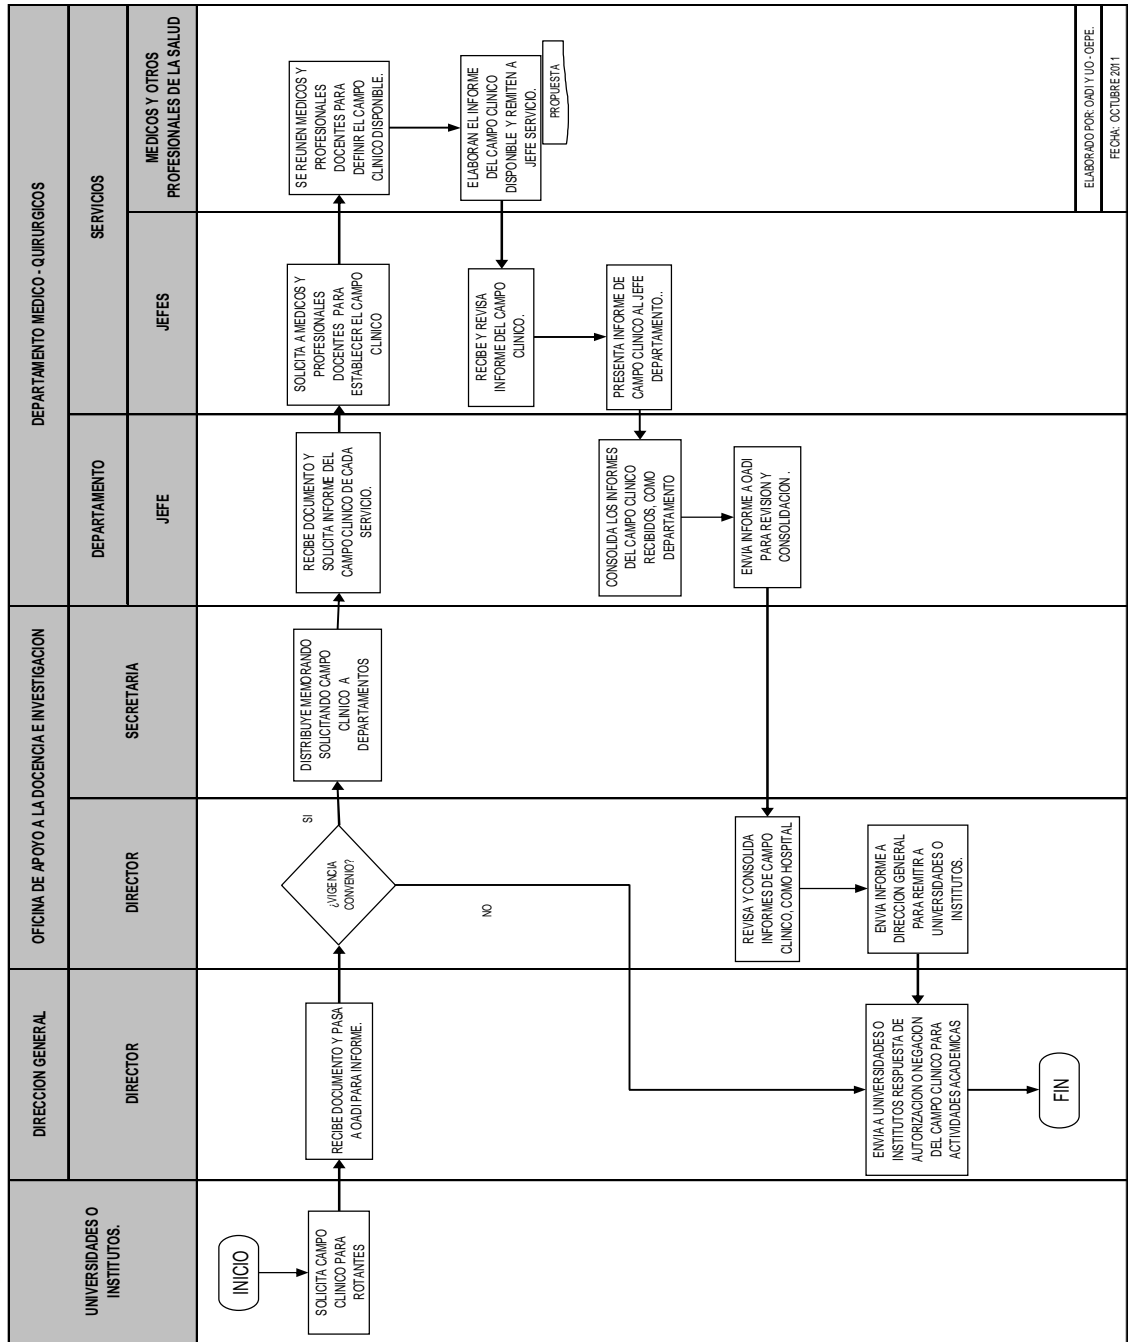 UNIVERSIDADES O
INSTITUTOS.
DIRECCION GENERAL
DIRECTOR
OFICINA DE APOYO A LA DOCENCIA E INVESTIGACION
DIRECTOR
SECRETARIA
DEPARTAMENTO MEDICO - QUIRURGICOS
DEPARTAMENTO
JEFE
SERVICIOS
JEFES
MEDICOS Y OTROS
PROFESIONALES DE LA SALUD
INICIO
SOLICITA CAMPO
CLINICO PARA
ROTANTES
RECIBE DOCUMENTO Y PASA
A OADI PARA INFORME.
¿VIGENCIA
CONVENIO?
SI
NO
DISTRIBUYE MEMORANDO
SOLICITANDO CAMPO
CLINICO A
DEPARTAMENTOS
RECIBE DOCUMENTO Y
SOLICITA INFORME DEL
CAMPO CLINICO DE CADA
SERVICIO.
SOLICITA A MEDICOS Y
PROFESIONALES
DOCENTES PARA
ESTABLECER EL CAMPO
CLINICO
SE REUNEN MEDICOS Y
PROFESIONALES
DOCENTES PARA
DEFINIR EL CAMPO
CLINICO DISPONIBLE.
ELABORAN EL INFORME
DEL CAMPO CLINICO
DISPONIBLE Y REMITEN A
JEFE SERVICIO.
PROPUESTA
RECIBE Y REVISA
INFORME DEL CAMPO
CLINICO.
PRESENTA INFORME DE
CAMPO CLINICO AL JEFE
DEPARTAMENTO..
CONSOLIDA LOS INFORMES
DEL CAMPO CLINICO
RECIBIDOS, COMO
DEPARTAMENTO
ENVIA INFORME A OADI
PARA REVISION Y
CONSOLIDACION .
REVISA Y CONSOLIDA
INFORMES DE CAMPO
CLINICO, COMO HOSPITAL
ENVIA INFORME A
DIRECCION GENERAL
PARA REMITIR A
UNIVERSIDADES O
INSTITUTOS.
ENVIA A UNIVERSIDADES O
INSTITUTOS RESPUESTA DE
AUTORIZACION O NEGACION
DEL CAMPO CLINICO PARA
ACTIVIDADES ACADEMICAS
FIN
ELABORADO POR: OADI Y UO - OEPE.
FECHA: OCTUBRE 2011